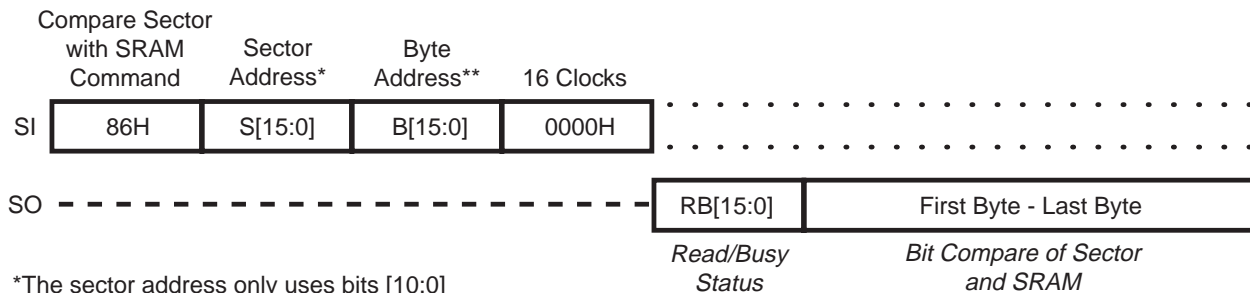 Compare Sector
with SRAM
Command
Sector
Address*
Byte
Address**
16 Clocks
SI
86H
S[15:0]
B[15:0]
0000H
SO
RB[15:0]
First Byte - Last Byte
Read/Busy
Status
Bit Compare of Sector
and SRAM
*The sector address only uses bits [10:0]